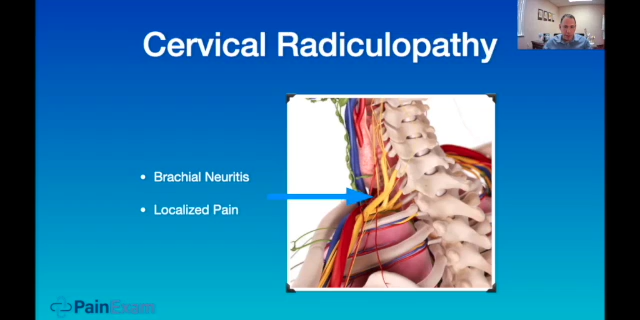 Cervical Radiculopathy
• Brachial Neuritis
• Localized Pain
PainExam